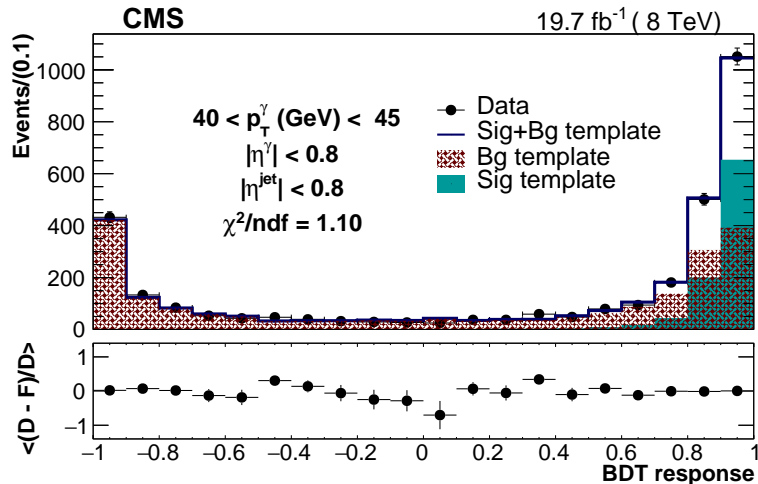 CMS
19.7 fb⁻¹ ( 8 TeV)
Events/(0.1)
1000
800
600
400
200
0
40 < p_T^γ (GeV) < 45
|η^γ| < 0.8
|η^jet| < 0.8
χ²/ndf = 1.10
Data
Sig+Bg template
Bg template
Sig template
<(D - F)/D>
1
0
−1
−1 −0.8 −0.6 −0.4 −0.2 0 0.2 0.4 0.6 0.8 1
BDT response